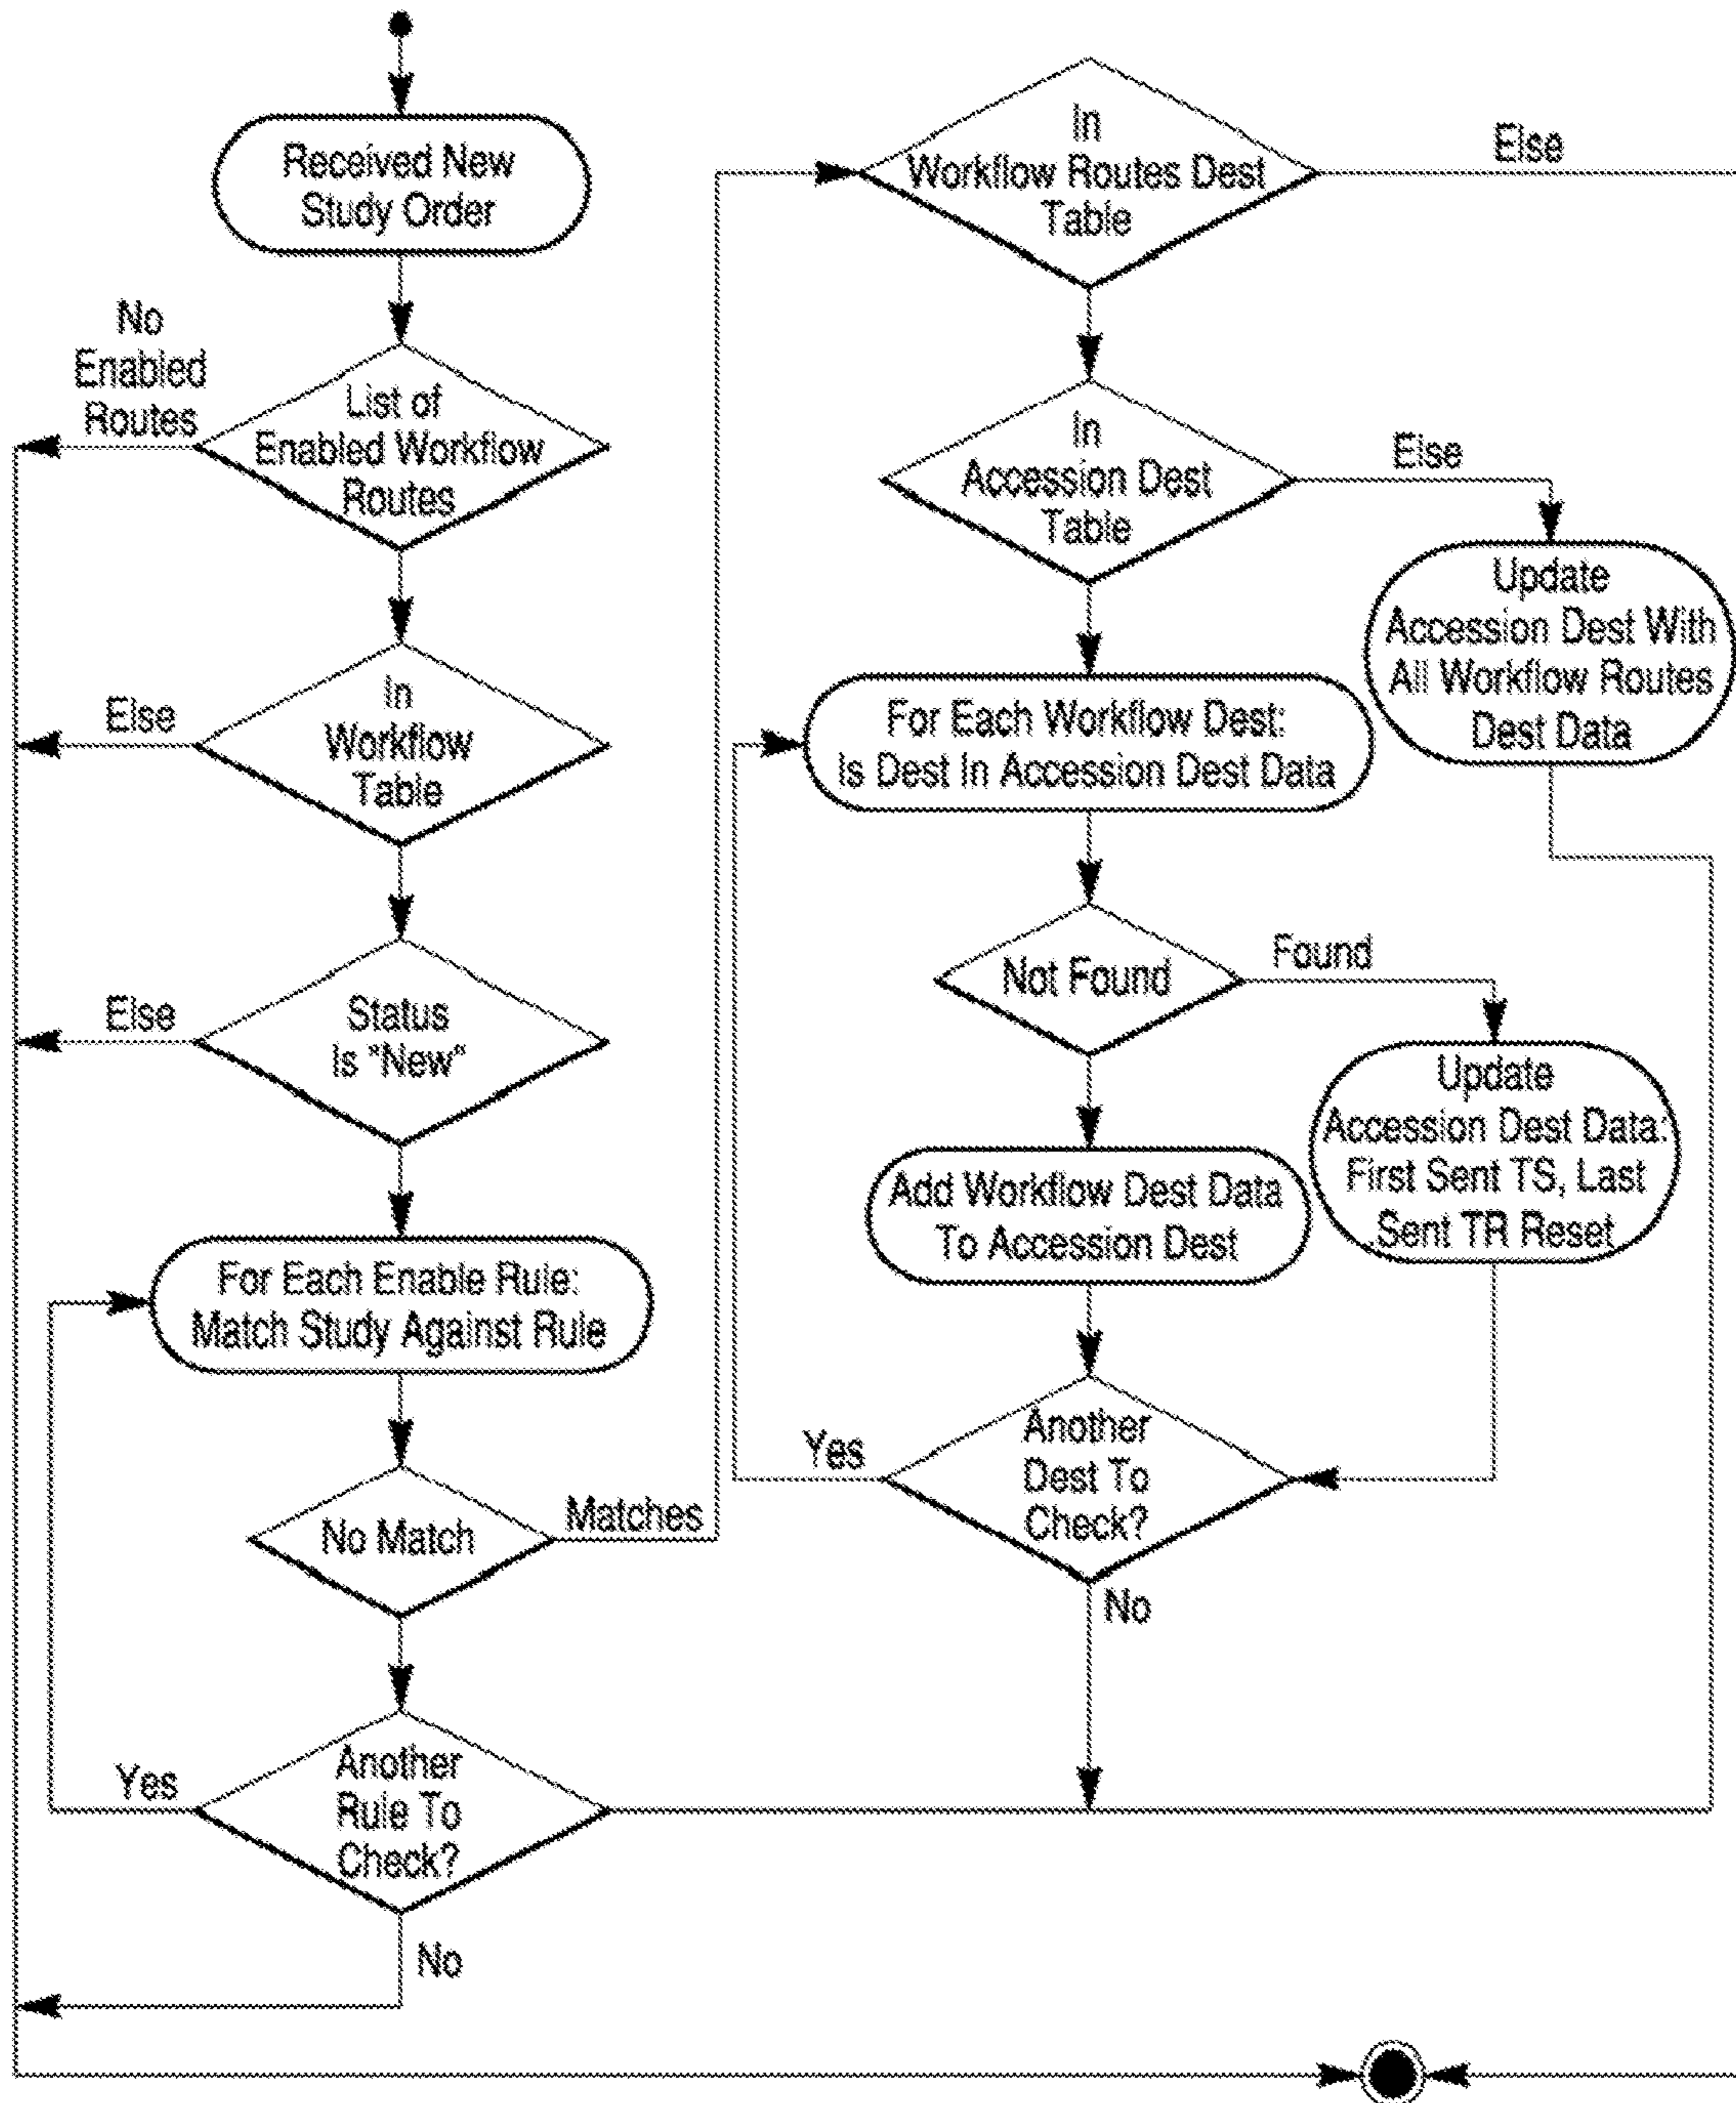 Received New
Study Order
No
Enabled
Routes
List of
Enabled Workflow
Routes
Else
In
Workflow
Table
Else
Status
Is "New"
For Each Enable Rule:
Match Study Against Rule
No Match
Matches
Yes
Another
Rule To
Check?
No
In
Workflow Routes Dest
Table
Else
In
Accession Dest
Table
Else
Update
Accession Dest With
All Workflow Routes
Dest Data
For Each Workflow Dest:
Is Dest In Accession Dest Data
Not Found
Found
Update
Accession Dest Data:
First Sent TS, Last
Sent TR Reset
Add Workflow Dest Data
To Accession Dest
Yes
Another
Dest To
Check?
No